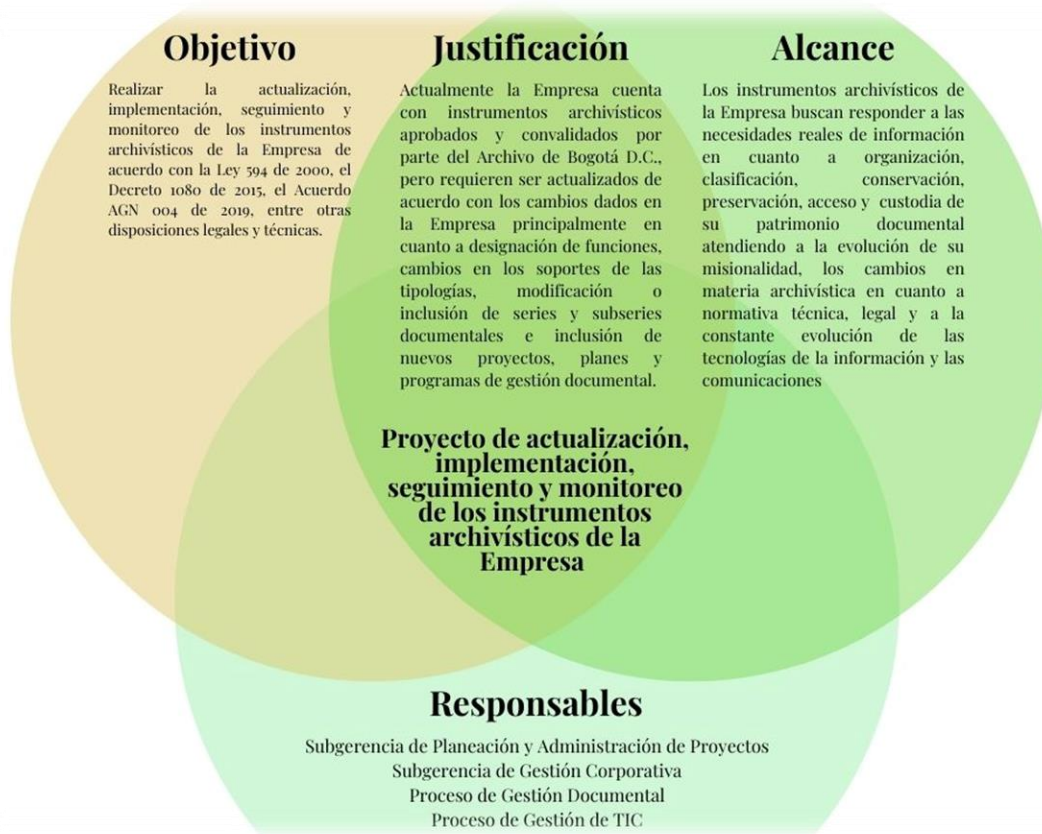 Objetivo
Realizar la actualización,
implementación, seguimiento y
monitoreo de los instrumentos
archivísticos de la Empresa de
acuerdo con la Ley 594 de 2000, el
Decreto 1080 de 2015, el Acuerdo
AGN 004 de 2019, entre otras
disposiciones legales y técnicas.
Justificación
Actualmente la Empresa cuenta
con instrumentos archivísticos
aprobados y convalidados por
parte del Archivo de Bogotá D.C.,
pero requieren ser actualizados de
acuerdo con los cambios dados en
la Empresa principalmente en
cuanto a designación de funciones,
cambios en los soportes de las
tipologías, modificación o
inclusión de series y subseries
documentales e inclusión de
nuevos proyectos, planes y
programas de gestión documental.
Alcance
Los instrumentos archivísticos de
la Empresa buscan responder a las
necesidades reales de información
en cuanto a organización,
clasificación, conservación,
preservación, acceso y custodia de
su patrimonio documental
atendiendo a la evolución de su
misionalidad, los cambios en
materia archivística en cuanto a
normativa técnica, legal y a la
constante evolución de las
tecnologías de la información y las
comunicaciones
Proyecto de actualización,
implementación,
seguimiento y monitoreo
de los instrumentos
archivísticos de la
Empresa
Responsables
Subgerencia de Planeación y Administración de Proyectos
Subgerencia de Gestión Corporativa
Proceso de Gestión Documental
Proceso de Gestión de TIC